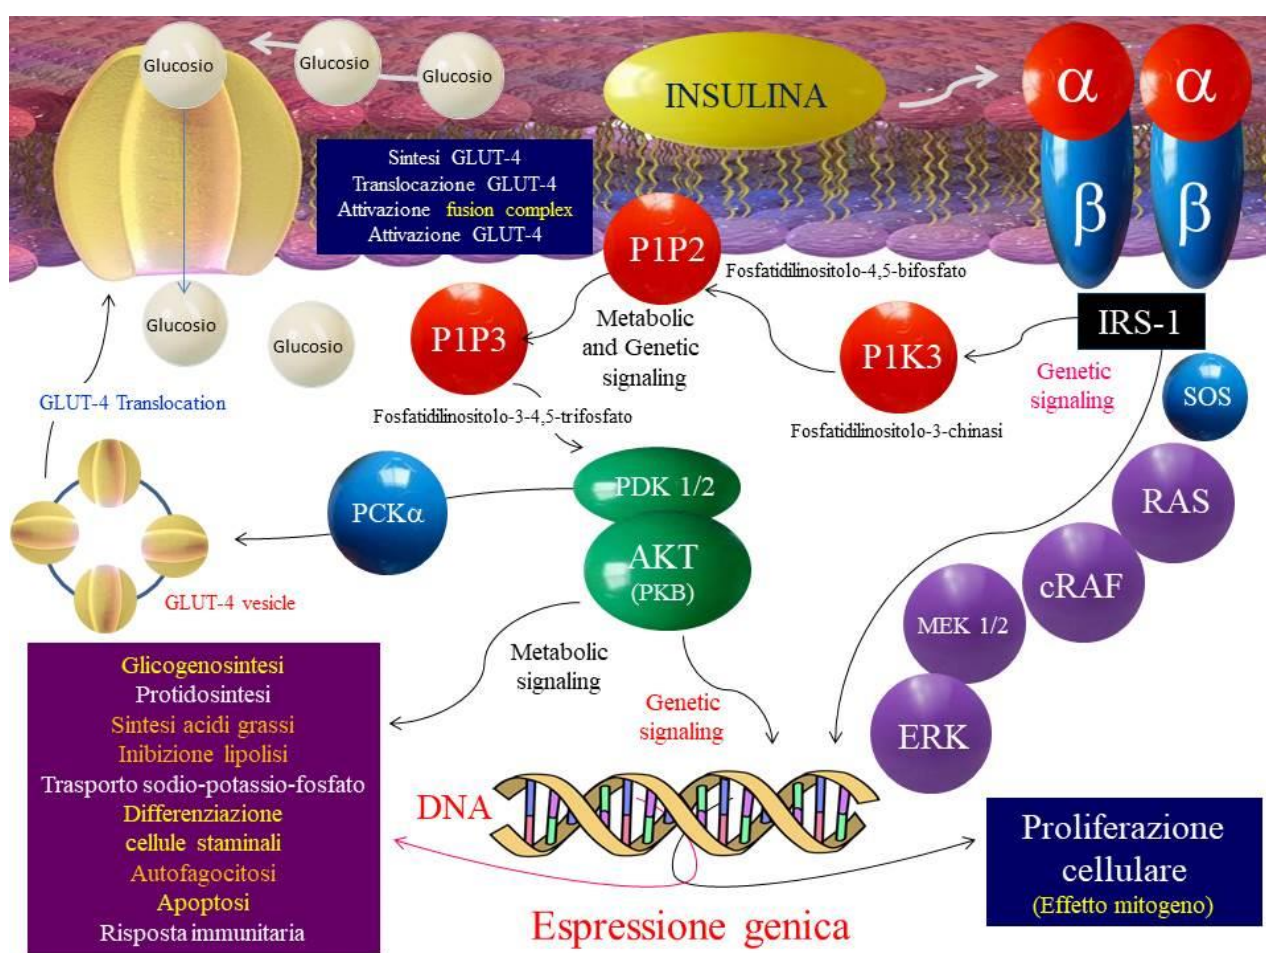 Glucosio
Glucosio
Glucosio
INSULINA
α
α
β
β
Sintesi GLUT-4
Translocazione GLUT-4
Attivazione fusion complex
Attivazione GLUT-4
P1P2
Fosfatidilinositolo-4,5-bifosfato
Glucosio
Glucosio
P1P3
Metabolic
and Genetic
signaling
P1K3
IRS-1
Genetic
signaling
SOS
GLUT-4 Translocation
Fosfatidilinositolo-3-4,5-trifosfato
Fosfatidilinositolo-3-chinasi
PCKα
PDK 1/2
AKT
(PKB)
RAS
cRAF
MEK 1/2
ERK
GLUT-4 vesicle
Metabolic
signaling
Genetic
signaling
Glicogenosintesi
Protidosintesi
Sintesi acidi grassi
Inibizione lipolisi
Trasporto sodio-potassio-fosfato
Differenziazione
cellule staminali
Autofagocitosi
Apoptosi
Risposta immunitaria
DNA
Espressione genica
Proliferazione
cellulare
(Effetto mitogeno)